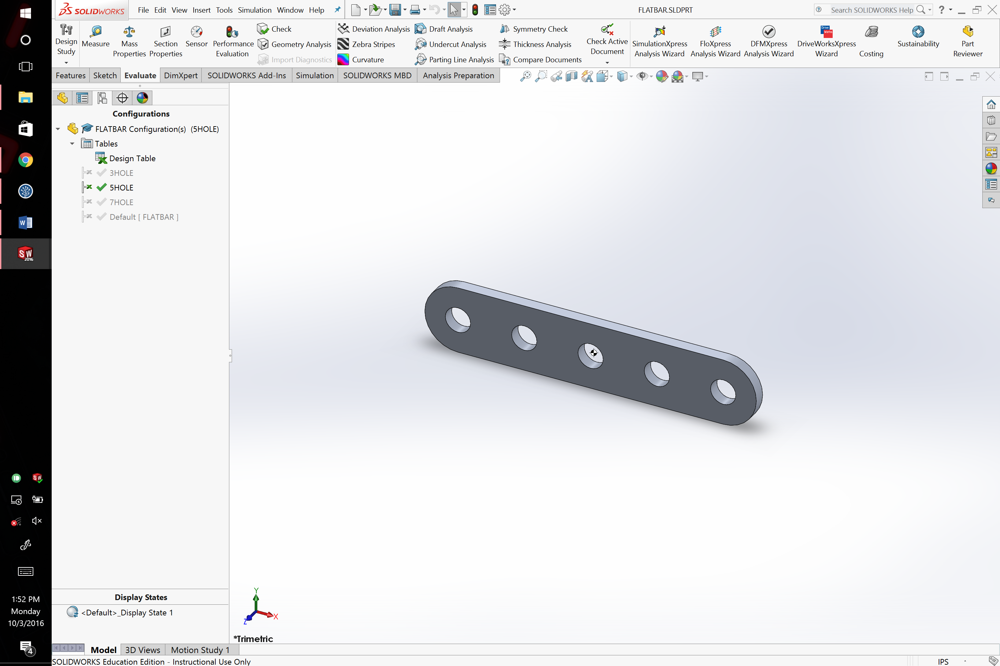 SOLIDWORKS
File Edit View Insert Tools Simulation Window Help
FLATBAR.SLDPRT
Search SOLIDWORKS Help
?
Design Study
Measure
Mass Properties
Section Properties
Sensor
Performance Evaluation
Check
Geometry Analysis
Import Diagnostics
Deviation Analysis
Zebra Stripes
Curvature
Draft Analysis
Undercut Analysis
Parting Line Analysis
Symmetry Check
Thickness Analysis
Compare Documents
Check Active Document
SimulationXpress Analysis Wizard
FloXpress Analysis Wizard
DFMXpress Analysis Wizard
Drive Works
DriveWorksXpress Wizard
Costing
Sustainability
Part Reviewer
Features Sketch Evaluate DimXpert SOLIDWORKS Add-Ins Simulation SOLIDWORKS MBD Analysis Preparation
Configurations
FLATBAR Configuration(s) (5HOLE)
Tables
Design Table
3HOLE
5HOLE
7HOLE
Default [ FLATBAR ]
W
SW
2016
SW
1:52 PM
Monday
10/3/2016
4
Display States
<Default>_Display State 1
Y
X
Z
*Trimetric
Model 3D Views Motion Study 1
SOLIDWORKS Education Edition - Instructional Use Only
IPS -